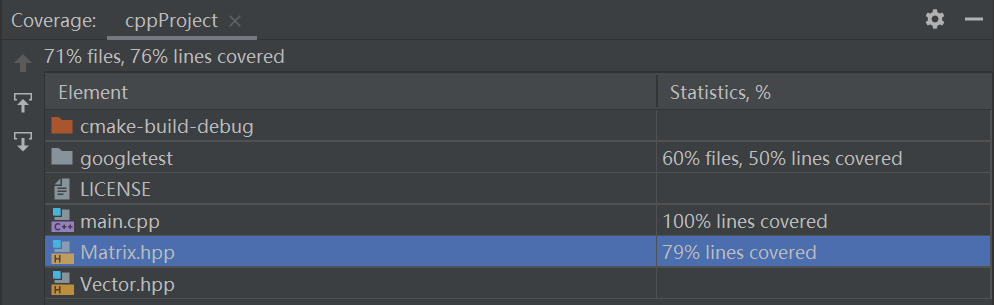 Coverage: cppProject
71% files, 76% lines covered
Element Statistics, %
cmake-build-debug
googletest 60% files, 50% lines covered
LICENSE
C++ main.cpp 100% lines covered
H Matrix.hpp 79% lines covered
H Vector.hpp